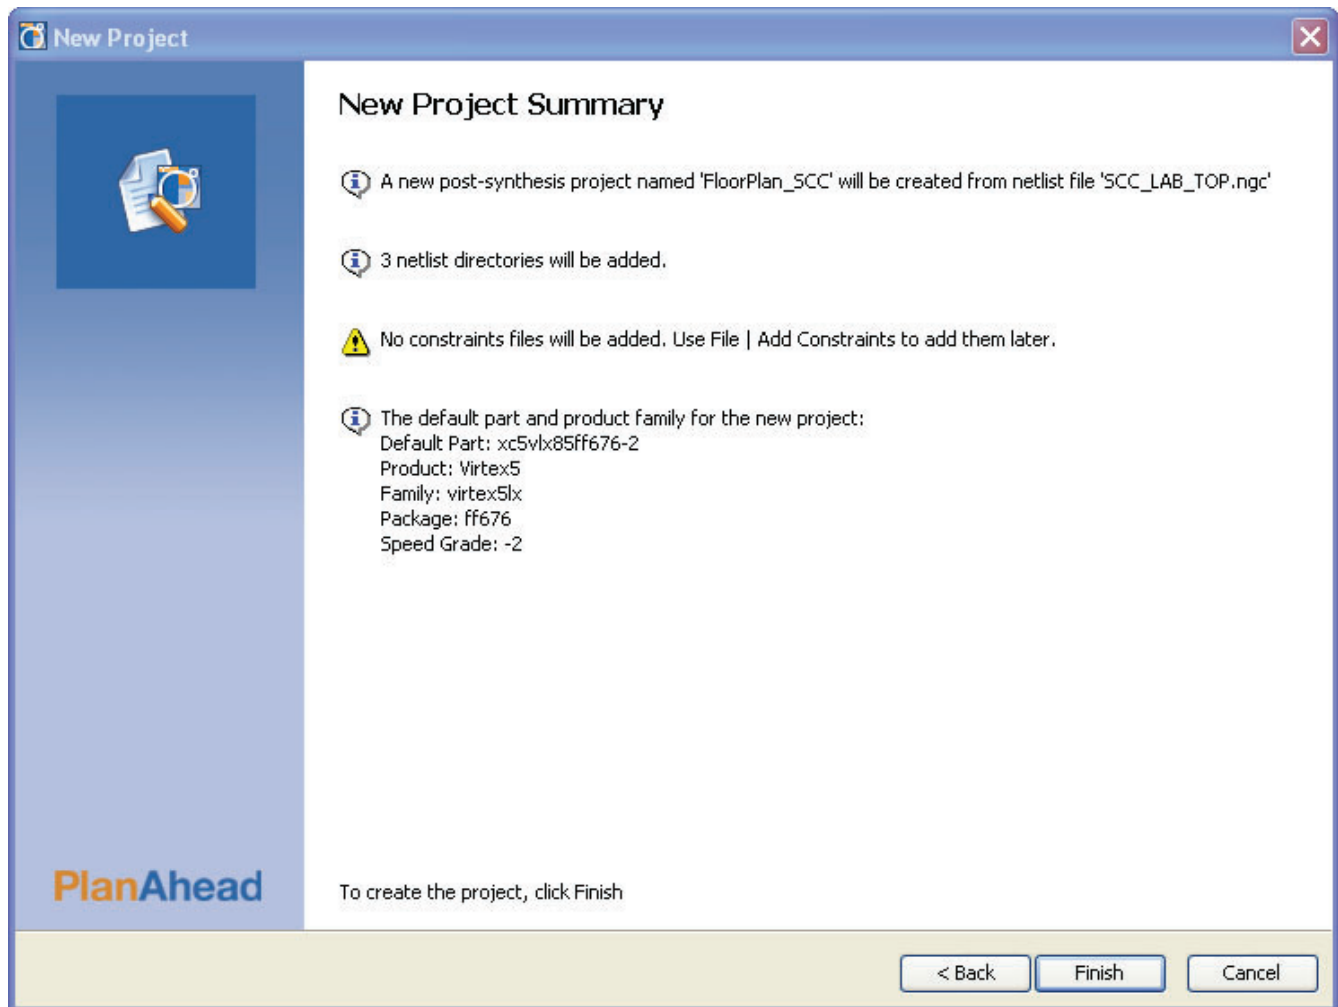 New Project
New Project Summary
A new post-synthesis project named 'FloorPlan_SCC' will be created from netlist file 'SCC_LAB_TOP.ngc'
3 netlist directories will be added.
No constraints files will be added. Use File | Add Constraints to add them later.
The default part and product family for the new project:
Default Part: xc5vlx85ff676-2
Product: Virtex5
Family: virtex5lx
Package: ff676
Speed Grade: -2
PlanAhead
To create the project, click Finish
< Back
Finish
Cancel